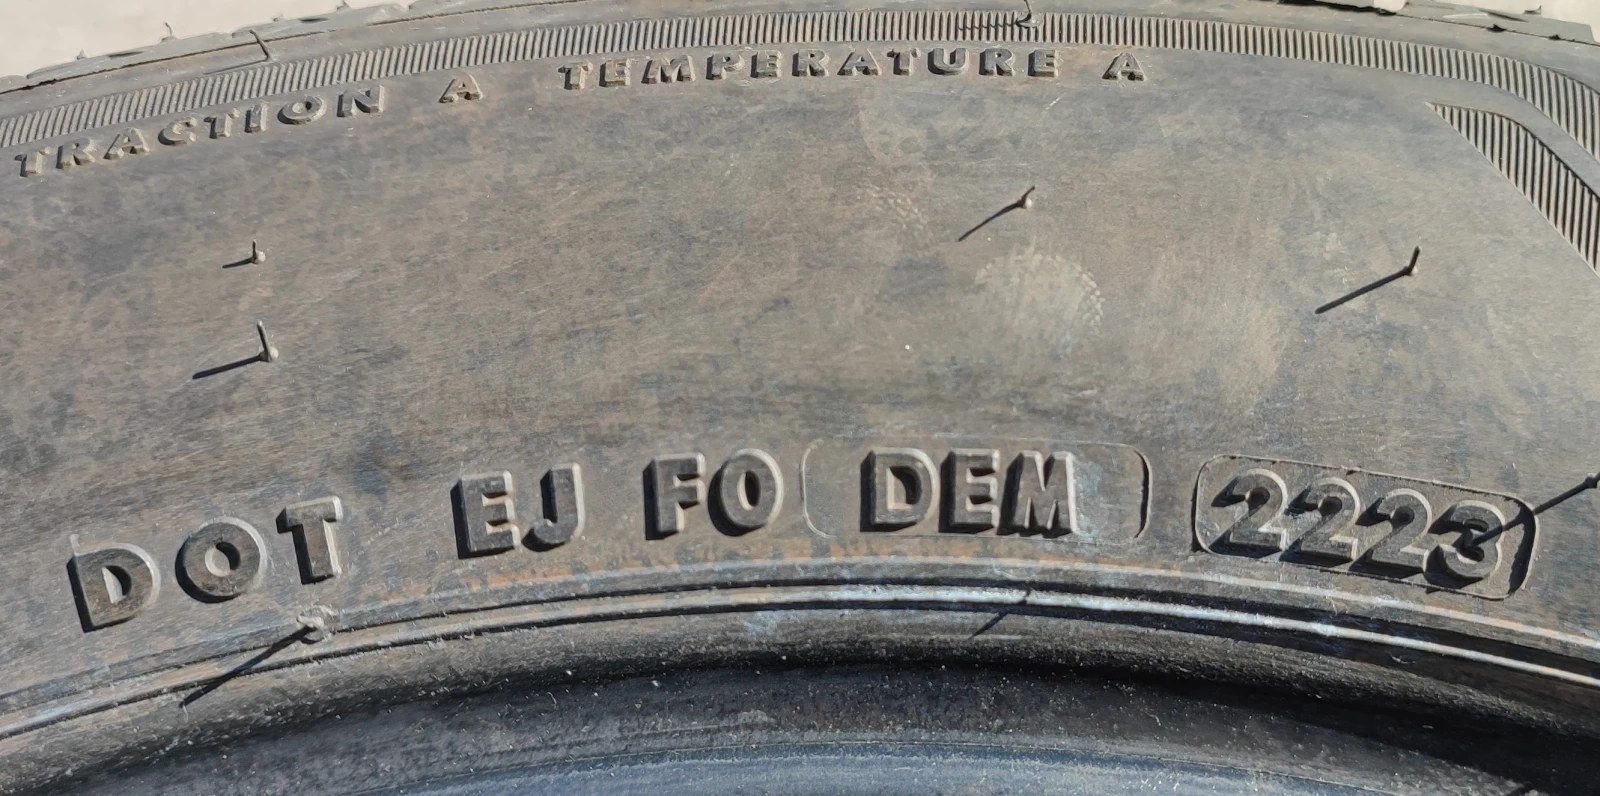 TRACTION A TEMPERATURE A
DOT EJ FO DEM 2223